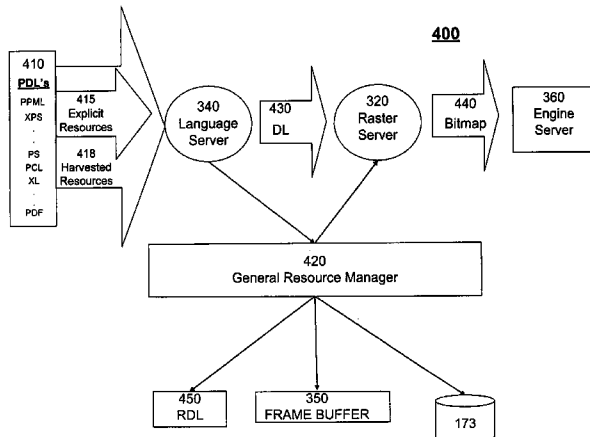 400
410
PDL's
PPML
XPS
.
.
PS
PCL
XL
.
.
PDF
415
Explicit
Resources
418
Harvested
Resources
340
Language
Server
430
DL
320
Raster
Server
440
Bitmap
360
Engine
Server
420
General Resource Manager
450
RDL
350
FRAME BUFFER
173